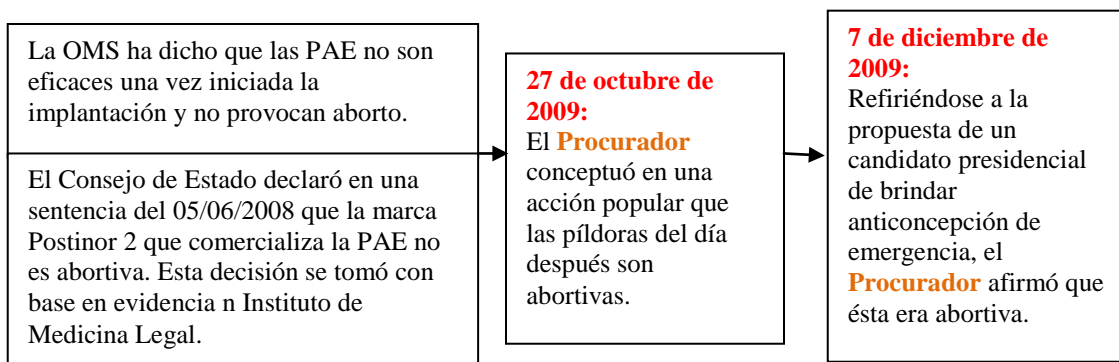 La OMS ha dicho que las PAE no son
eficaces una vez iniciada la
implantación y no provocan aborto.
El Consejo de Estado declaró en una
sentencia del 05/06/2008 que la marca
Postinor 2 que comercializa la PAE no
es abortiva. Esta decisión se tomó con
base en evidencia n Instituto de
Medicina Legal.
27 de octubre de
2009:
El Procurador
conceptuó en una
acción popular que
las píldoras del día
después son
abortivas.
7 de diciembre de
2009:
Refiriéndose a la
propuesta de un
candidato presidencial
de brindar
anticoncepción de
emergencia, el
Procurador afirmó que
ésta era abortiva.